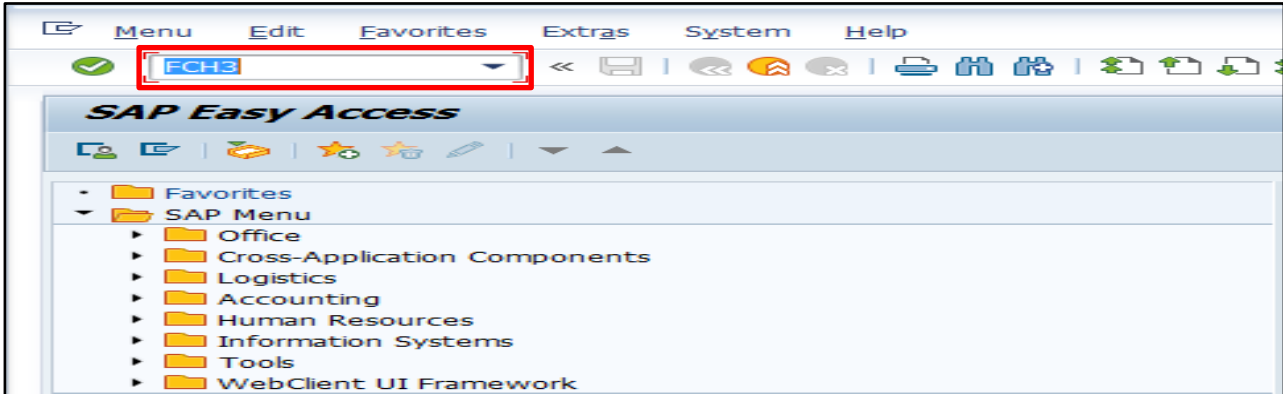 Menu Edit Favorites Extras System Help
FCH3
SAP Easy Access
Favorites
SAP Menu
Office
Cross-Application Components
Logistics
Accounting
Human Resources
Information Systems
Tools
WebClient UI Framework